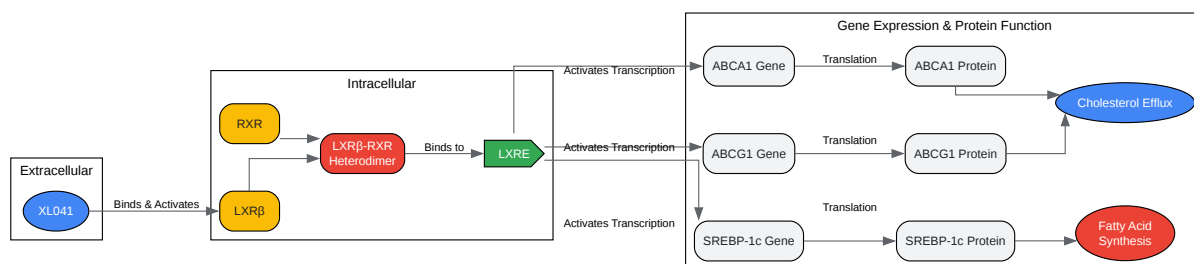 Gene Expression & Protein Function
Activates Transcription
ABCA1 Gene
Translation
ABCA1 Protein
Intracellular
Cholesterol Efflux
RXR
LXRβ-RXR
Heterodimer
Binds to
LXRE
Activates Transcription
ABCG1 Gene
Translation
ABCG1 Protein
Extracellular
XL041
Binds & Activates
LXRβ
Activates Transcription
SREBP-1c Gene
Translation
SREBP-1c Protein
Fatty Acid
Synthesis